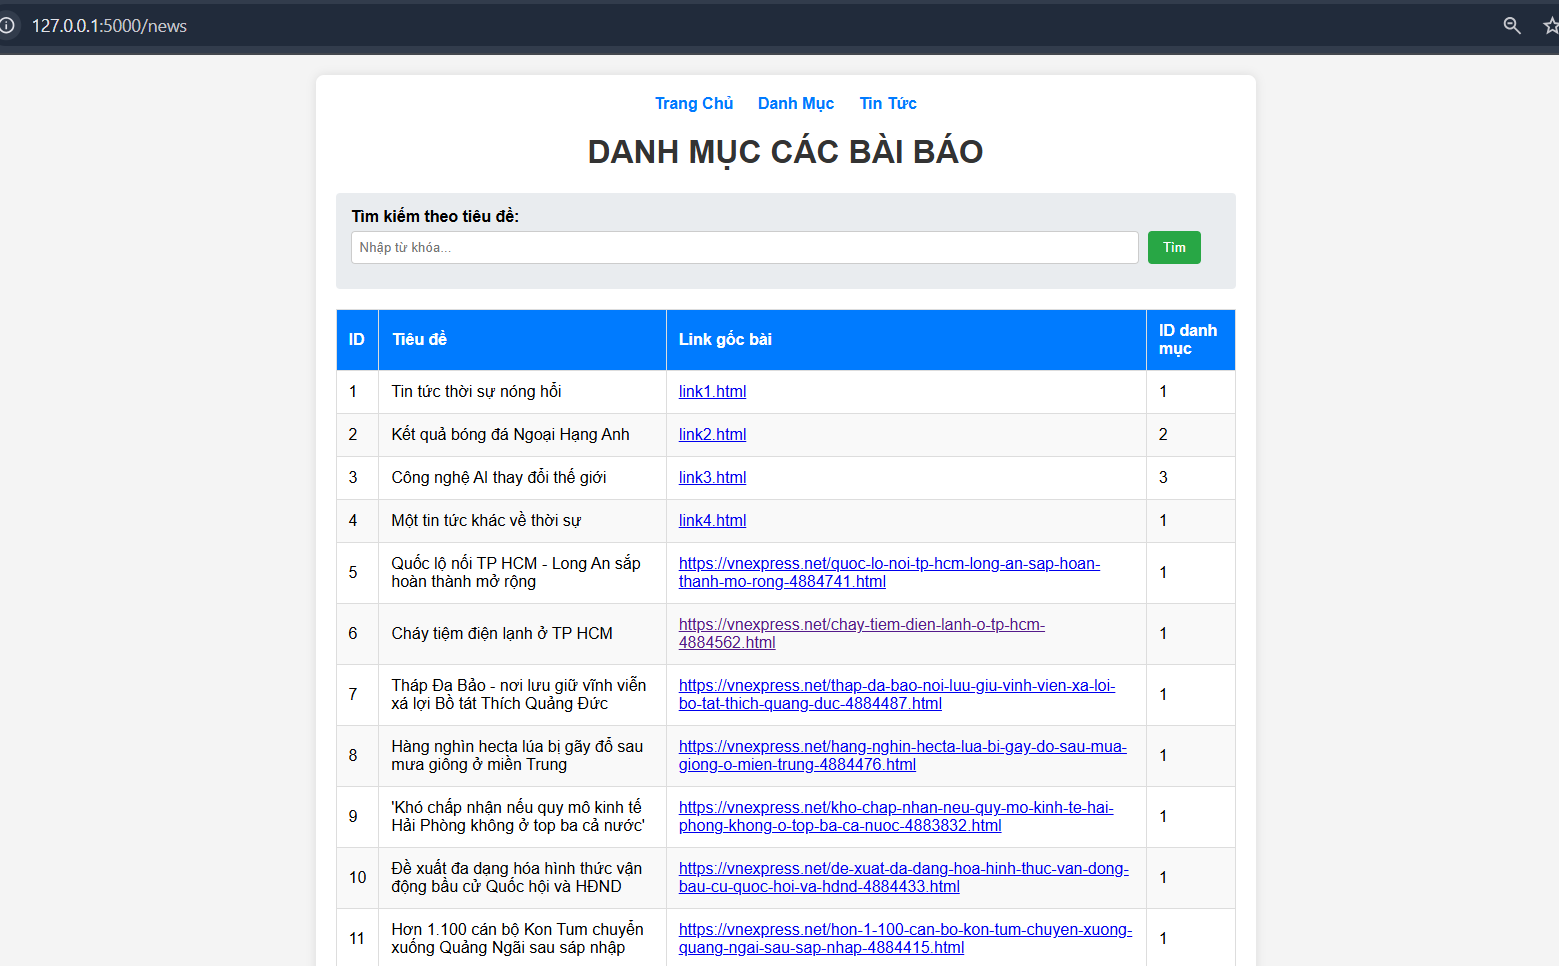 127.0.0.1:5000/news
Trang Chủ Danh Mục Tin Tức
DANH MỤC CÁC BÀI BÁO
Tìm kiếm theo tiêu đề:
Nhập từ khóa... Tìm
ID Tiêu đề Link gốc bài ID danh
mục
1 Tin tức thời sự nóng hổi link1.html 1
2 Kết quả bóng đá Ngoại Hạng Anh link2.html 2
3 Công nghệ AI thay đổi thế giới link3.html 3
4 Một tin tức khác về thời sự link4.html 1
5 Quốc lộ nối TP HCM - Long An sắp
hoàn thành mở rộng
https://vnexpress.net/quoc-lo-noi-tp-hcm-long-an-sap-hoan-
thanh-mo-rong-4884741.html
1
6 Cháy tiệm điện lạnh ở TP HCM
https://vnexpress.net/chay-tiem-dien-lanh-o-tp-hcm-
4884562.html
1
7 Tháp Đa Bảo - nơi lưu giữ vĩnh viễn
xá lợi Bồ tát Thích Quảng Đức
https://vnexpress.net/thap-da-bao-noi-luu-giu-vinh-vien-xa-loi-
bo-tat-thich-quang-duc-4884487.html
1
8 Hàng nghìn hecta lúa bị gãy đổ sau
mưa giông ở miền Trung
https://vnexpress.net/hang-nghin-hecta-lua-bi-gay-do-sau-mua-
giong-o-mien-trung-4884476.html
1
9 'Khó chấp nhận nếu quy mô kinh tế
Hải Phòng không ở top ba cả nước'
https://vnexpress.net/kho-chap-nhan-neu-quy-mo-kinh-te-hai-
phong-khong-o-top-ba-ca-nuoc-4883832.html
1
10 Đề xuất đa dạng hóa hình thức vận
động bầu cử Quốc hội và HĐND
https://vnexpress.net/de-xuat-da-dang-hoa-hinh-thuc-van-dong-
bau-cu-quoc-hoi-va-hdnd-4884433.html
1
11 Hơn 1.100 cán bộ Kon Tum chuyển
xuống Quảng Ngãi sau sáp nhập
https://vnexpress.net/hon-1-100-can-bo-kon-tum-chuyen-xuong-
quang-ngai-sau-sap-nhap-4884415.html
1